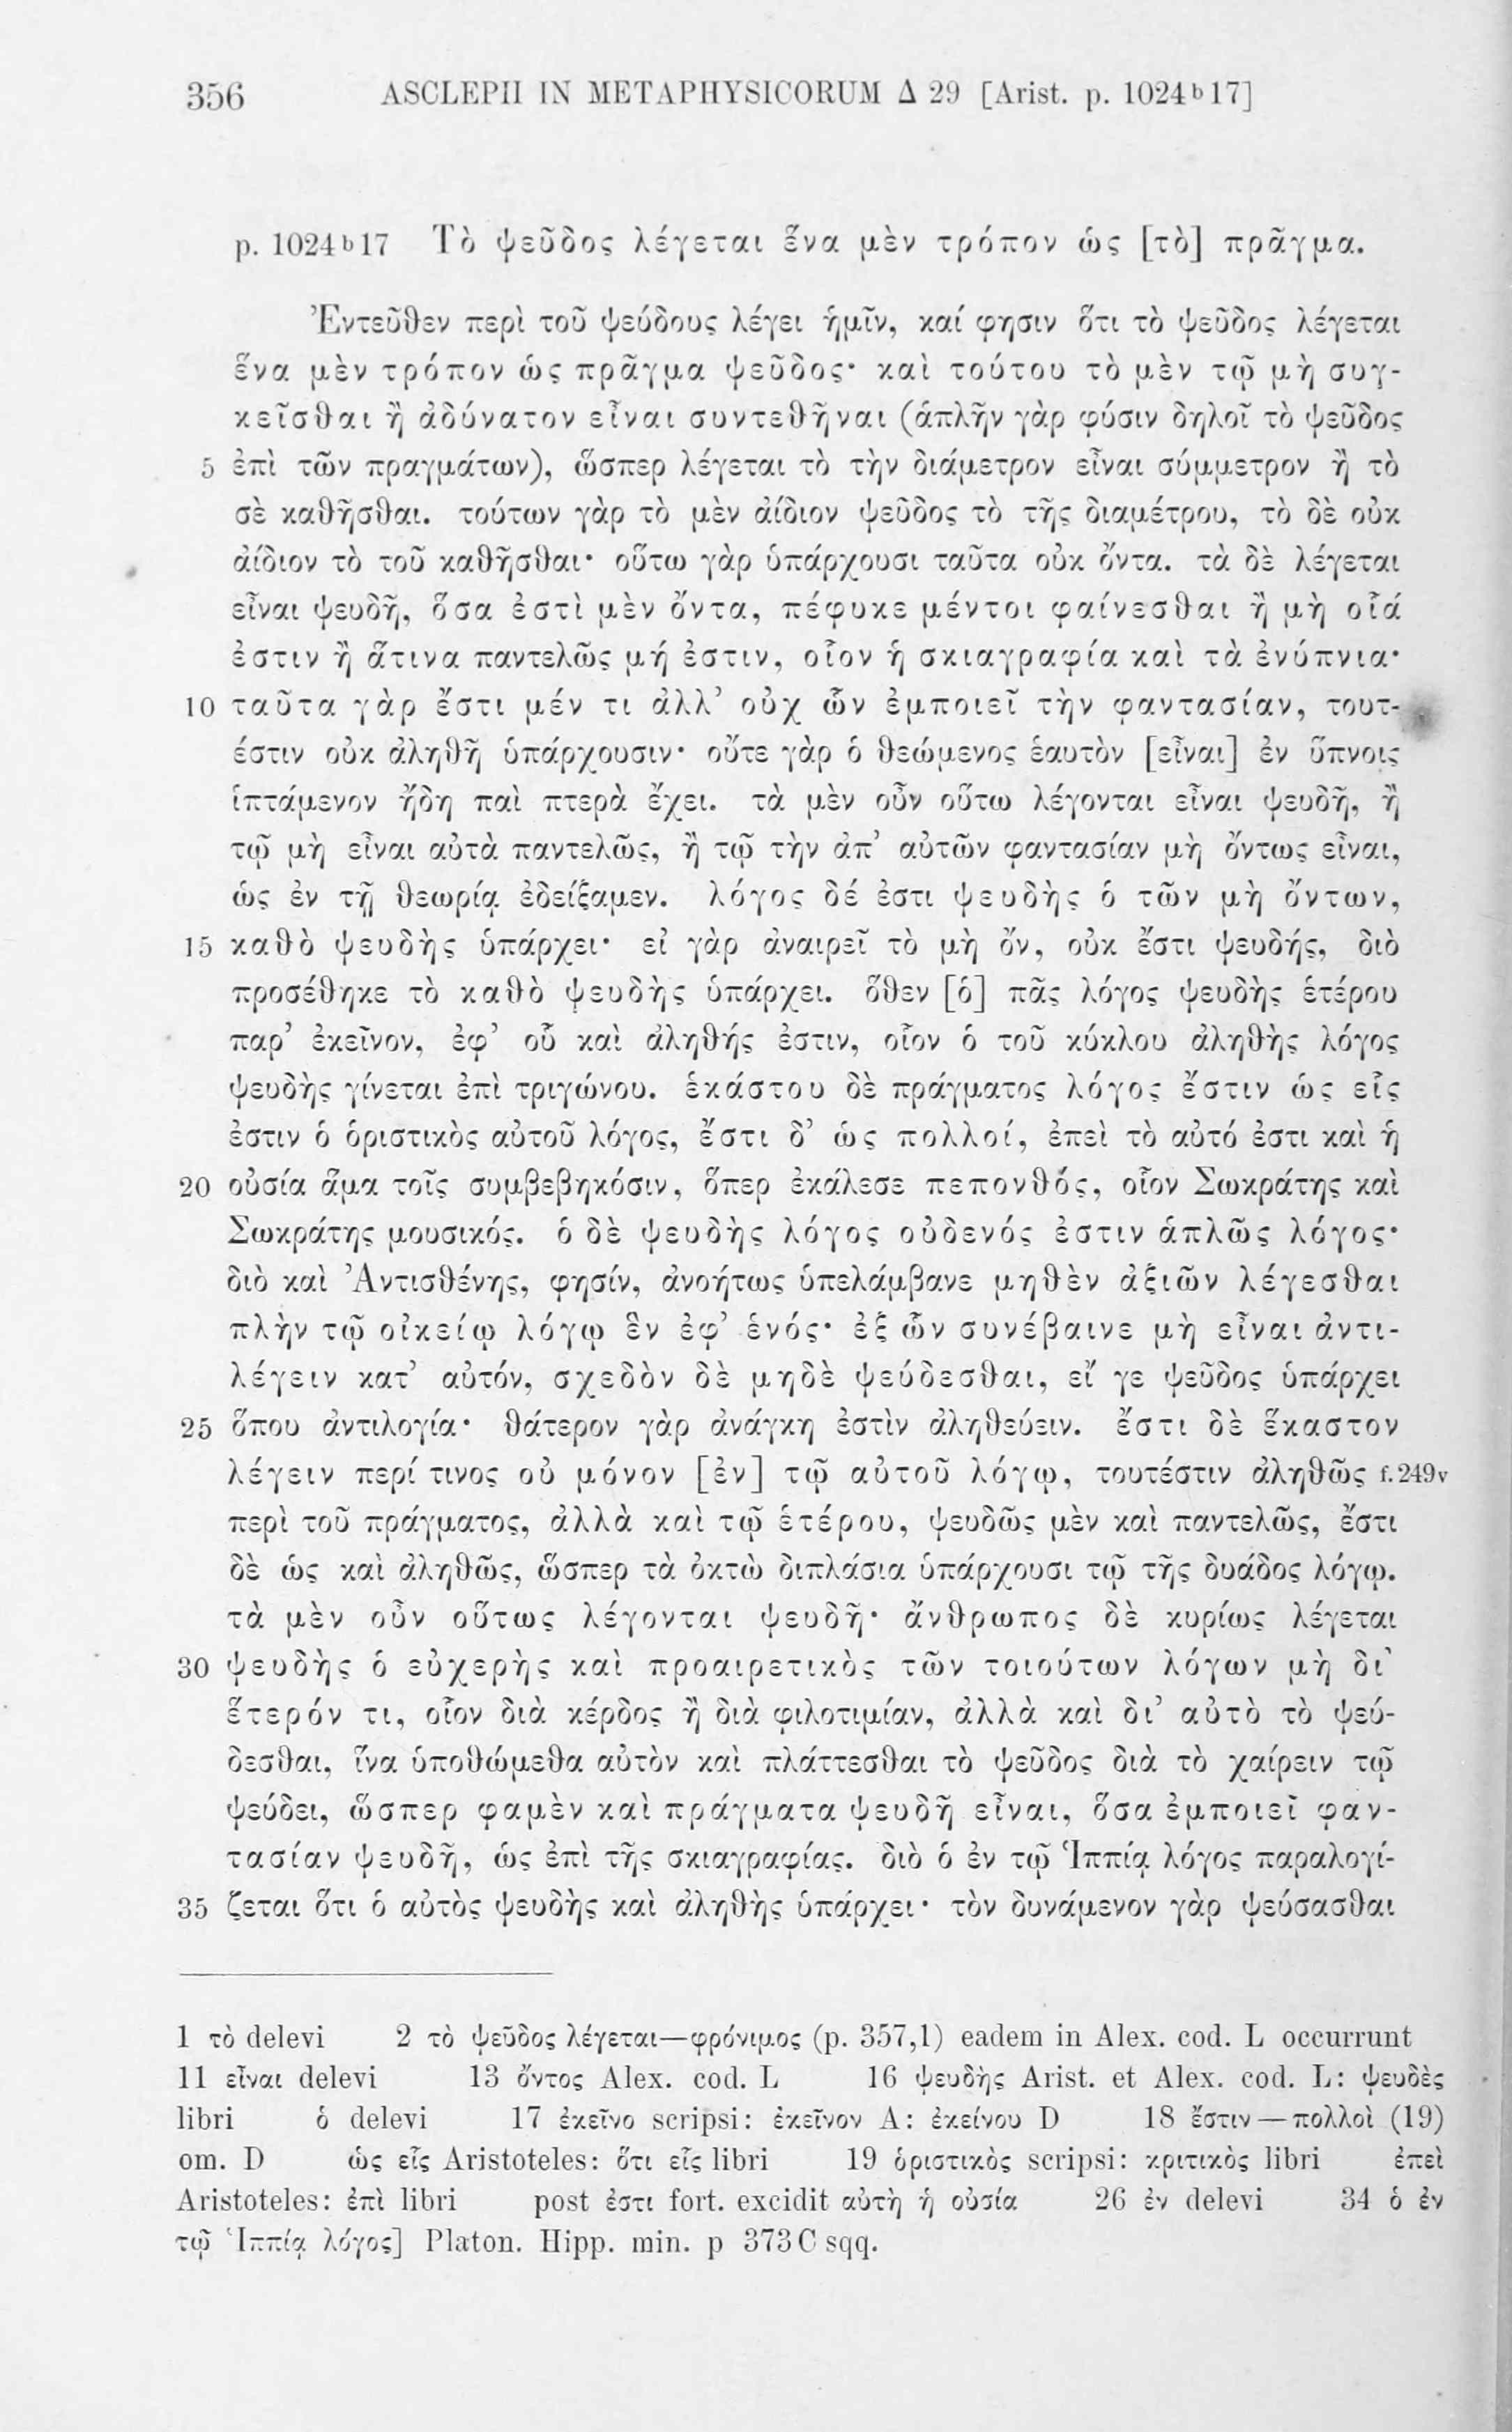 356 ASCLEPII IN METAPHYSICORUM Δ 29 [Arist. p. 1024ᵇ17]
p. 1024ᵇ17 Τὸ ψεῦδος λέγεται ἕνα μὲν τρόπον ὡς [τὸ] πρᾶγμα.
Ἐντεῦθεν περὶ τοῦ ψεύδους λέγει ἡμῖν, καί φησιν ὅτι τὸ ψεῦδος λέγεται
ἕνα μὲν τρόπον ὡς πρᾶγμα ψεῦδος· καὶ τούτου τὸ μὲν τῷ μὴ συγ-
κεῖσθαι ἢ ἀδύνατον εἶναι συντεθῆναι (ἁπλῆν γὰρ φύσιν δηλοῖ τὸ ψεῦδος
5 ἐπὶ τῶν πραγμάτων), ὥσπερ λέγεται τὸ τὴν διάμετρον εἶναι σύμμετρον ἢ τὸ
σὲ καθῆσθαι. τούτων γὰρ τὸ μὲν ἀίδιον ψεῦδος τὸ τῆς διαμέτρου, τὸ δὲ οὐκ
ἀίδιον τὸ τοῦ καθῆσθαι· οὕτω γὰρ ὑπάρχουσι ταῦτα οὐκ ὄντα. τὰ δὲ λέγεται
εἶναι ψευδῆ, ὅσα ἐστὶ μὲν ὄντα, πέφυκε μέντοι φαίνεσθαι ἢ μὴ οἷά
ἐστιν ἢ ἅτινα παντελῶς μή ἐστιν, οἷον ἡ σκιαγραφία καὶ τὰ ἐνύπνια·
10 ταῦτα γὰρ ἔστι μέν τι ἀλλ’ οὐχ ὧν ἐμποιεῖ τὴν φαντασίαν, τουτ-
έστιν οὐκ ἀληθῆ ὑπάρχουσιν· οὔτε γὰρ ὁ θεώμενος ἑαυτὸν [εἶναι] ἐν ὕπνοις
ἱπτάμενον ἤδη παὶ πτερὰ ἔχει. τὰ μὲν οὖν οὕτω λέγονται εἶναι ψευδῆ, ἢ
τῷ μὴ εἶναι αὐτὰ παντελῶς, ἢ τῷ τὴν ἀπ’ αὐτῶν φαντασίαν μὴ ὄντως εἶναι,
ὡς ἐν τῇ θεωρίᾳ ἐδείξαμεν. λόγος δέ ἐστι ψευδὴς ὁ τῶν μὴ ὄντων,
15 καθὸ ψευδὴς ὑπάρχει· εἰ γὰρ ἀναιρεῖ τὸ μὴ ὄν, οὐκ ἔστι ψευδής, διὸ
προσέθηκε τὸ καθὸ ψευδὴς ὑπάρχει. ὅθεν [ὁ] πᾶς λόγος ψευδὴς ἑτέρου
παρ’ ἐκεῖνον, ἐφ’ οὗ καὶ ἀληθής ἐστιν, οἷον ὁ τοῦ κύκλου ἀληθὴς λόγος
ψευδὴς γίνεται ἐπὶ τριγώνου. ἑκάστου δὲ πράγματος λόγος ἔστιν ὡς εἷς
ἐστιν ὁ ὁριστικὸς αὐτοῦ λόγος, ἔστι δ’ ὡς πολλοί, ἐπεὶ τὸ αὐτό ἐστι καὶ ἡ
20 οὐσία ἅμα τοῖς συμβεβηκόσιν, ὅπερ ἐκάλεσε πεπονθός, οἷον Σωκράτης καὶ
Σωκράτης μουσικός. ὁ δὲ ψευδὴς λόγος οὐδενός ἐστιν ἁπλῶς λόγος·
διὸ καὶ Ἀντισθένης, φησίν, ἀνοήτως ὑπελάμβανε μηθὲν ἀξιῶν λέγεσθαι
πλὴν τῷ οἰκείῳ λόγῳ ἓν ἐφ’ ἑνός· ἐξ ὧν συνέβαινε μὴ εἶναι ἀντι-
λέγειν κατ’ αὐτόν, σχεδὸν δὲ μηδὲ ψεύδεσθαι, εἴ γε ψεῦδος ὑπάρχει
25 ὅπου ἀντιλογία· θάτερον γὰρ ἀνάγκη ἐστὶν ἀληθεύειν. ἔστι δὲ ἕκαστον
λέγειν περί τινος οὐ μόνον [ἐν] τῷ αὐτοῦ λόγῳ, τουτέστιν ἀληθῶς f. 249v
περὶ τοῦ πράγματος, ἀλλὰ καὶ τῷ ἑτέρου, ψευδῶς μὲν καὶ παντελῶς, ἔστι
δὲ ὡς καὶ ἀληθῶς, ὥσπερ τὰ ὀκτὼ διπλάσια ὑπάρχουσι τῷ τῆς δυάδος λόγῳ.
τὰ μὲν οὖν οὕτως λέγονται ψευδῆ· ἄνθρωπος δὲ κυρίως λέγεται
30 ψευδὴς ὁ εὐχερὴς καὶ προαιρετικὸς τῶν τοιούτων λόγων μὴ δι’
ἕτερόν τι, οἷον διὰ κέρδος ἢ διὰ φιλοτιμίαν, ἀλλὰ καὶ δι’ αὐτὸ τὸ ψεύ-
δεσθαι, ἵνα ὑποθώμεθα αὐτὸν καὶ πλάττεσθαι τὸ ψεῦδος διὰ τὸ χαίρειν τῷ
ψεύδει, ὥσπερ φαμὲν καὶ πράγματα ψευδῆ εἶναι, ὅσα ἐμποιεῖ φαν-
τασίαν ψευδῆ, ὡς ἐπὶ τῆς σκιαγραφίας. διὸ ὁ ἐν τῷ Ἱππίᾳ λόγος παραλογί-
35 ζεται ὅτι ὁ αὐτὸς ψευδὴς καὶ ἀληθὴς ὑπάρχει· τὸν δυνάμενον γὰρ ψεύσασθαι
1 τὸ delevi 2 τὸ ψεῦδος λέγεται—φρόνιμος (p. 357,1) eadem in Alex. cod. L occurrunt
11 εἶναι delevi 13 ὄντος Alex. cod. L 16 ψευδὴς Arist. et Alex. cod. L: ψευδὲς
libri ὁ delevi 17 ἐκεῖνο scripsi: ἐκεῖνον A: ἐκείνου D 18 ἔστιν — πολλοὶ (19)
om. D ὡς εἷς Aristoteles: ὅτι εἷς libri 19 ὁριστικὸς scripsi: κριτικὸς libri ἐπεὶ
Aristoteles: ἐπὶ libri post ἐστι fort. excidit αὐτὴ ἡ οὐσία 26 ἐν delevi 34 ὁ ἐν
τῷ Ἱππίᾳ λόγος] Platon. Hipp. min. p 373C sqq.